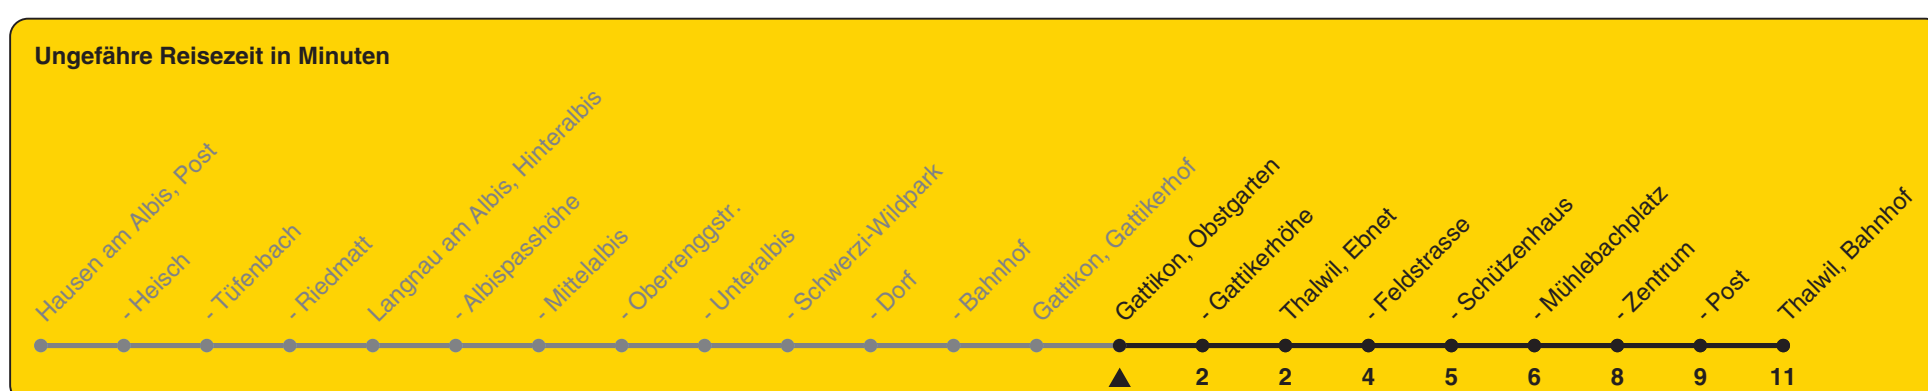 Ungefähre Reisezeit in Minuten
Hausen am Albis, Post
- Heisch
- Tüfenbach
- Riedmatt
Langnau am Albis, Hinteralbis
- Albispasshöhe
- Mittelalbis
- Oberrenggstr.
- Unteralbis
- Schwerzi-Wildpark
- Dorf
- Bahnhof
Gattikon, Gattikerhof
Gattikon, Obstgarten
- Gattikerhöhe
Thalwil, Ebnet
- Feldstrasse
- Schützenhaus
- Mühlebachplatz
- Zentrum
- Post
Thalwil, Bahnhof
2 2 4 5 6 8 9 11